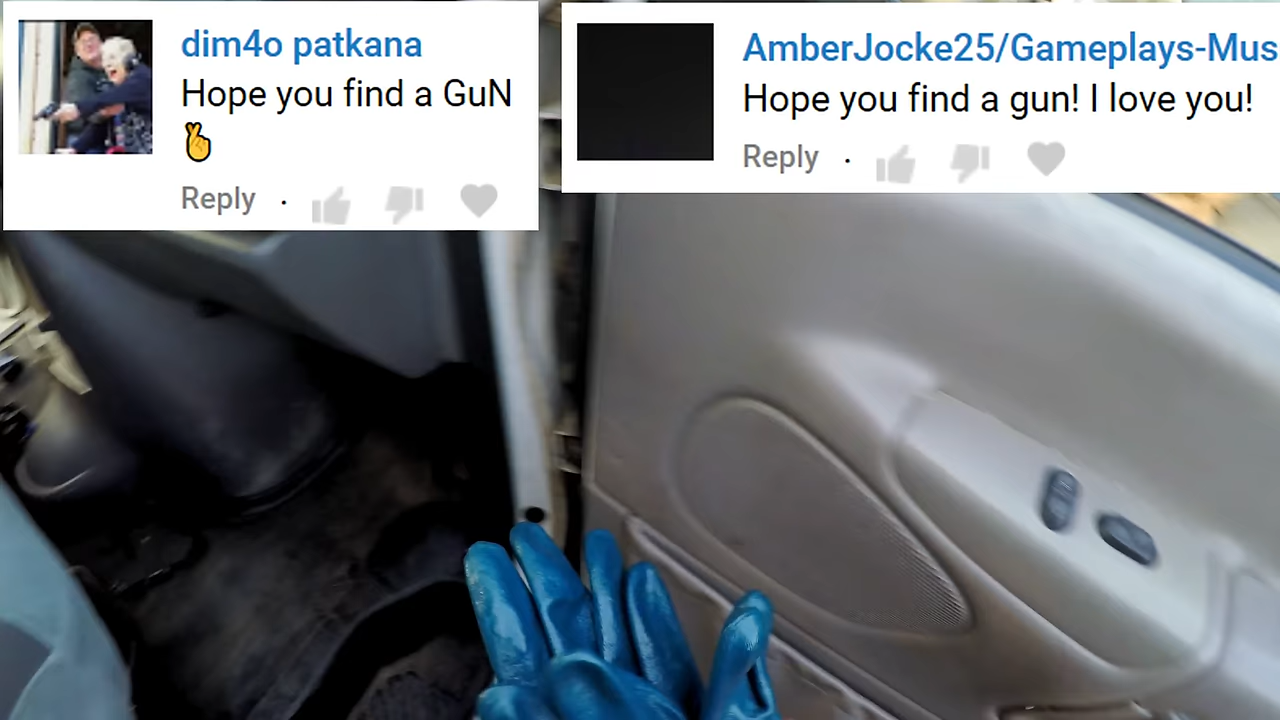 dim4o patkana
Hope you find a GuN
🤞
Reply
AmberJocke25/Gameplays-Mus
Hope you find a gun! I love you!
Reply